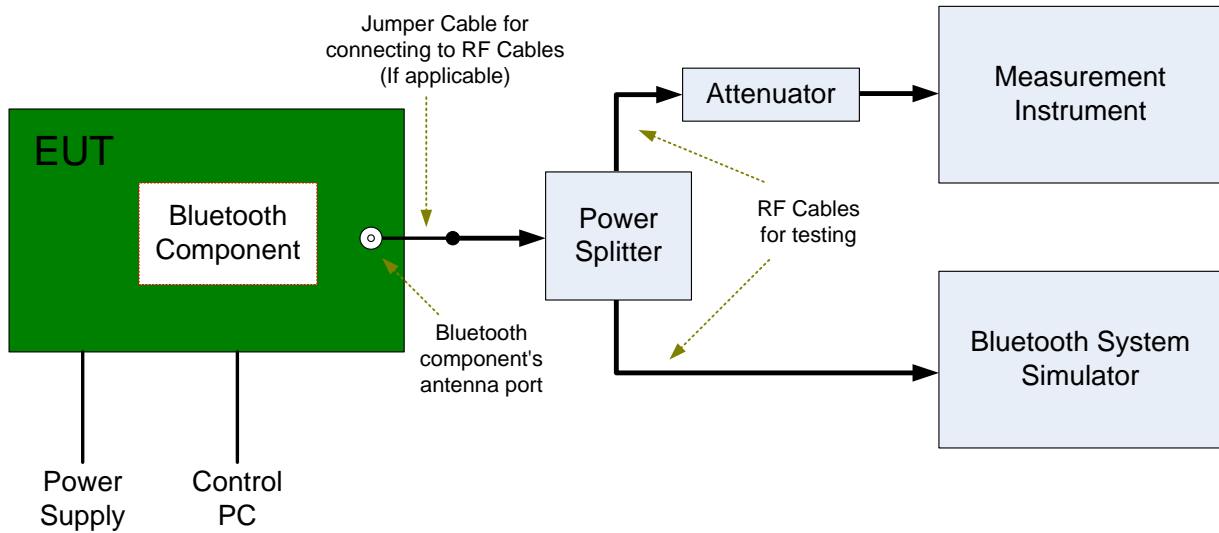 Jumper Cable for
connecting to RF Cables
(If applicable)
EUT
Bluetooth
Component
Bluetooth
component's
antenna port
Power
Supply
Control
PC
Power
Splitter
Attenuator
RF Cables
for testing
Measurement
Instrument
Bluetooth System
Simulator